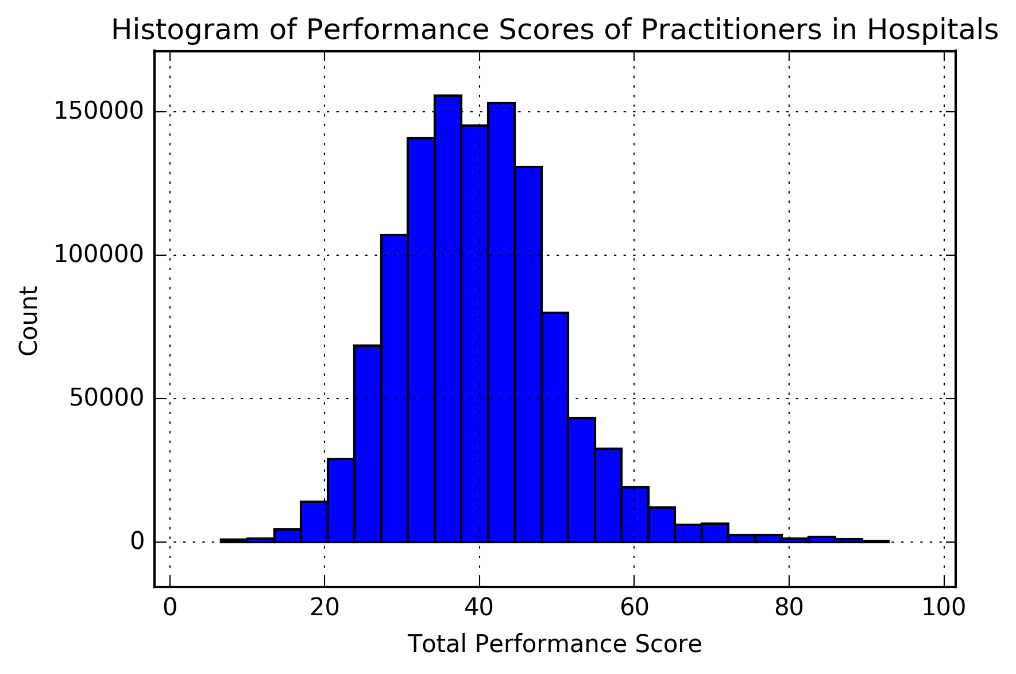 Histogram of Performance Scores of Practitioners in Hospitals
150000
100000
50000
0
Count
0 20 40 60 80 100
Total Performance Score